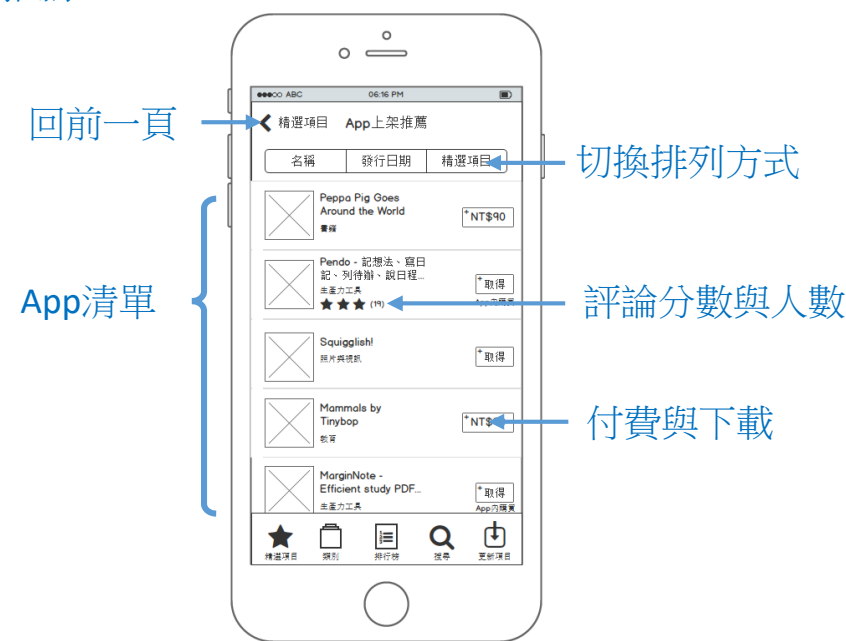 ABC
06:16 PM
精選項目 App上架推薦
名稱 發行日期 精選項目
回前一頁
切換排列方式
App清單
Peppa Pig Goes
Around the World
書籍
NT$90
Pendo - 記想法、寫日
記、列待辦、說日程...
生產力工具
(19)
取得
App內購買
評論分數與人數
Squigglish!
照片與視訊
取得
Mammals by
Tinybop
教育
NT$
付費與下載
MarginNote -
Efficient study PDF...
生產力工具
取得
App內購買
精選項目 類別 排行榜 搜尋 更新項目